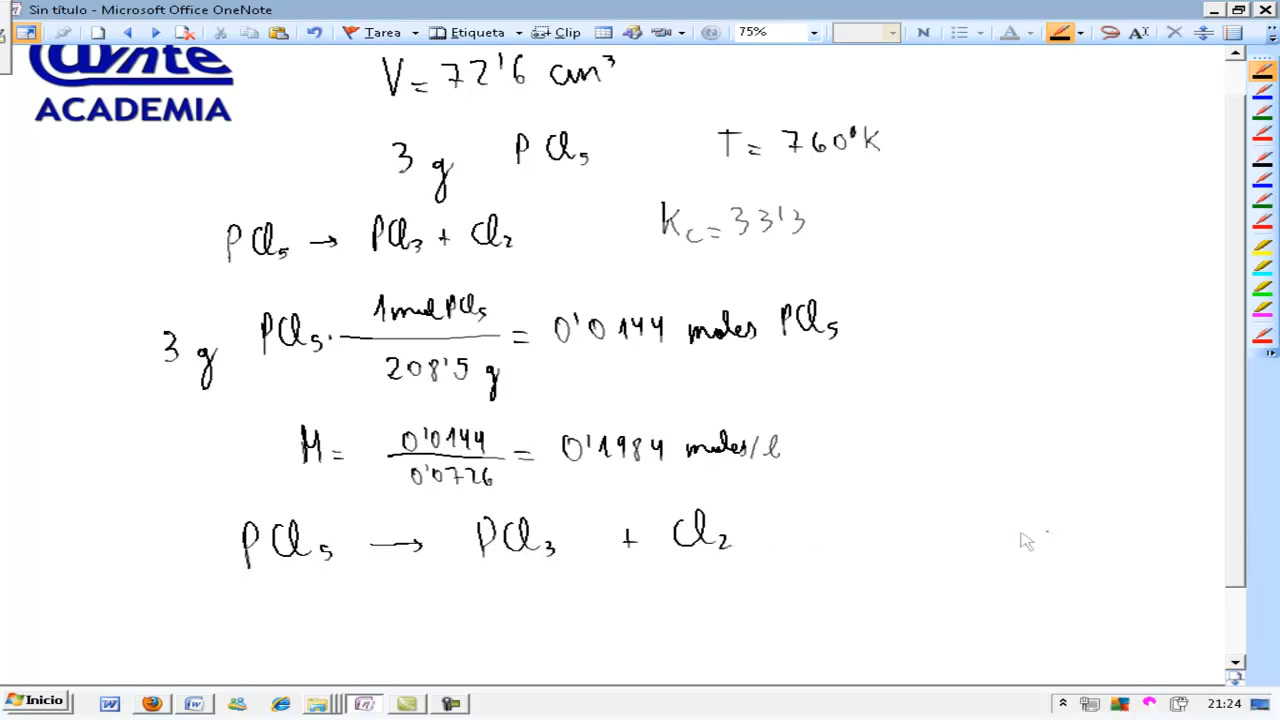 Sin título - Microsoft Office OneNote
Tarea Etiqueta Clip 75% N A
ACADEMIA
V = 72'6 cm³
3 g PCl₅ T = 760°K
PCl₅ → PCl₃ + Cl₂ Kc = 33'3
3 g PCl₅ · 1 mol PCl₅ / 208'5 g = 0'0144 moles PCl₅
M = 0'0144 / 0'0726 = 0'1984 moles/l
PCl₅ → PCl₃ + Cl₂
Inicio 21:24